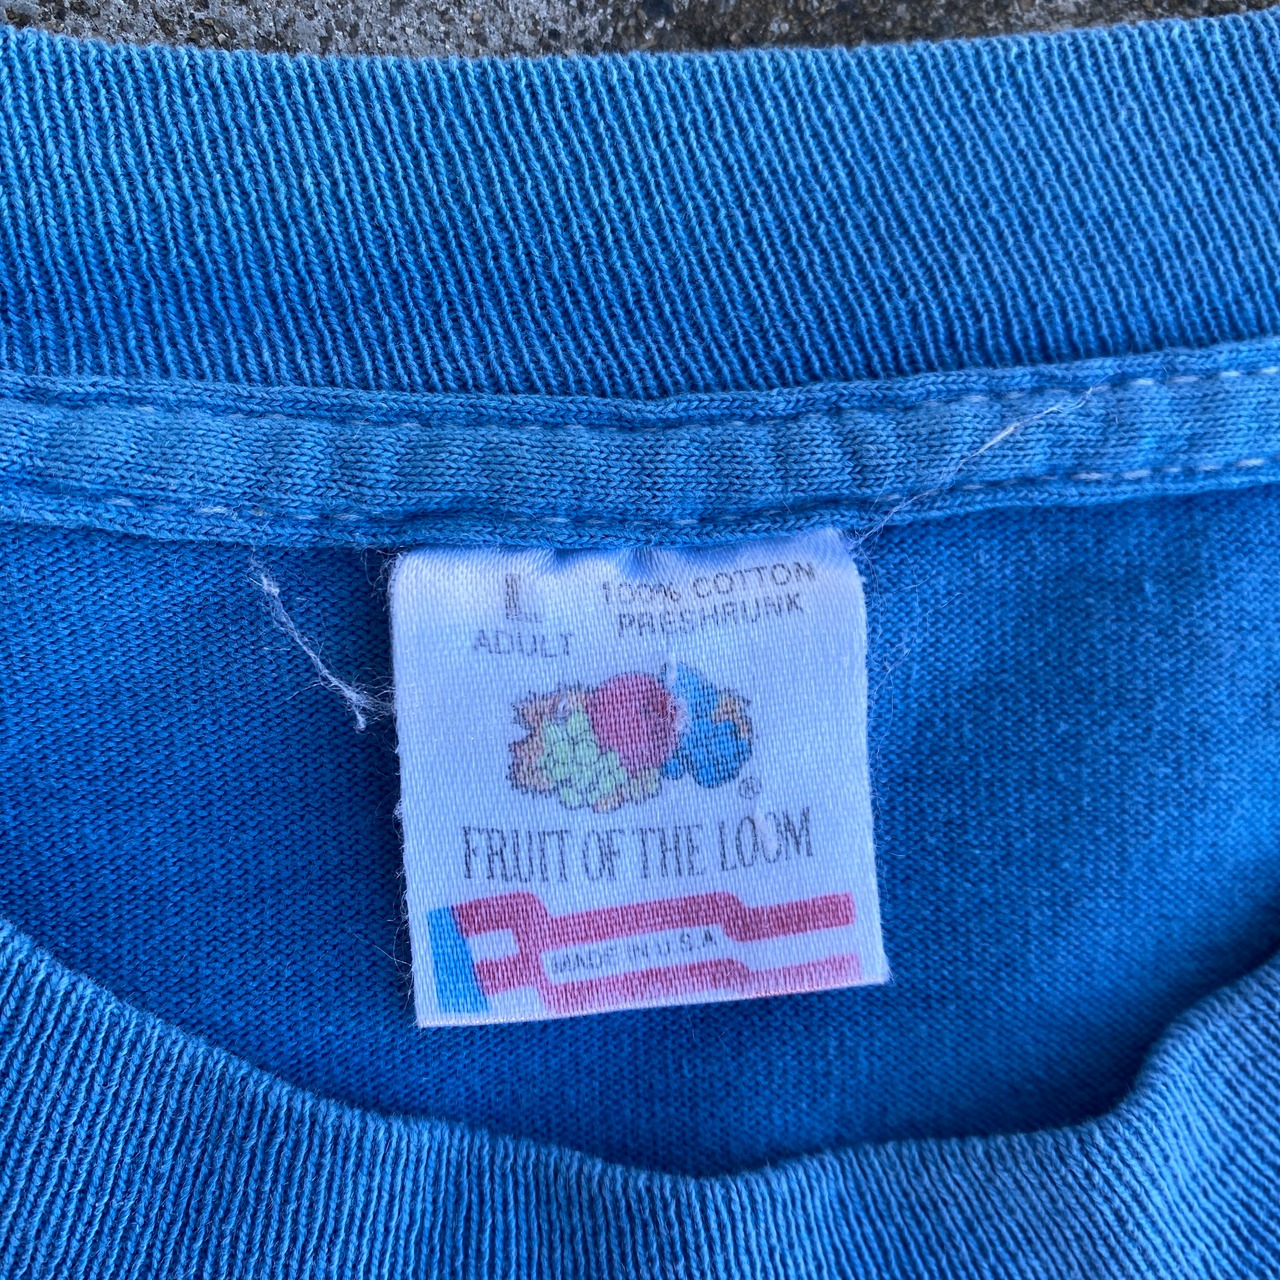 L
ADULT
100% COTTON
PRESHRUNK
®
FRUIT OF THE LOOM
MADE IN U.S.A.